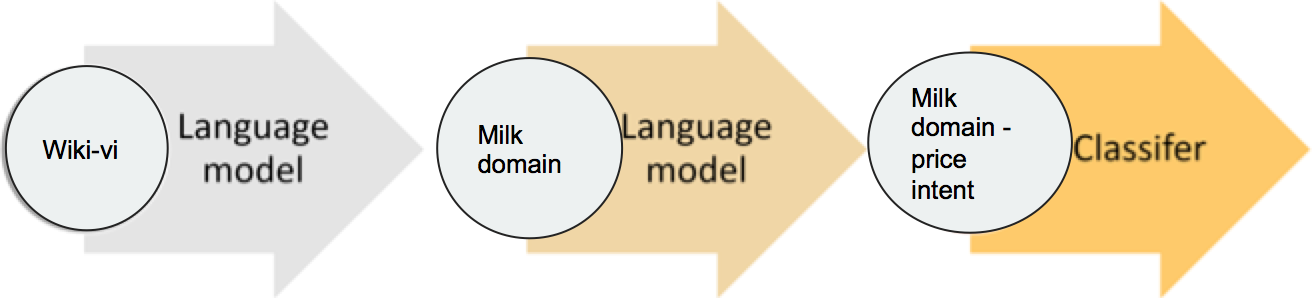 Wiki-vi
Language
model
Milk
domain
Language
model
Milk
domain -
price
intent
Classifer